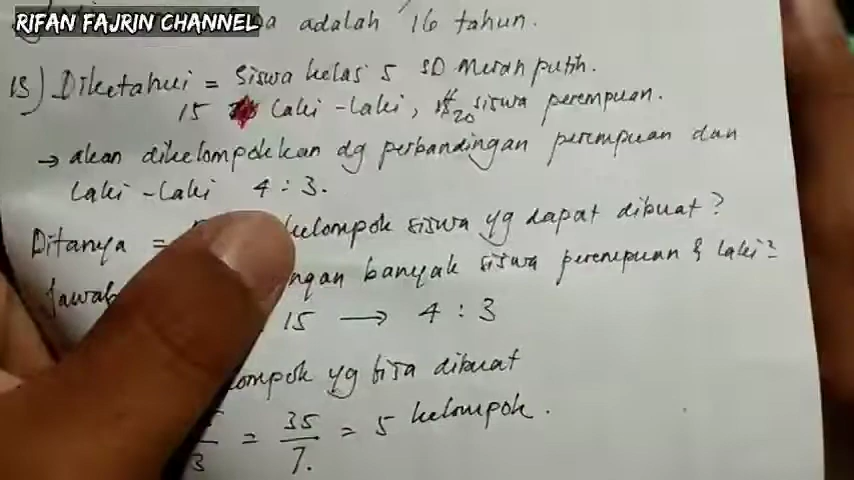 RIFAN FAJRIN CHANNEL
adalah 16 tahun.
15) Diketahui = Siswa kelas 5 SD Merah putih.
15 Laki-laki, 20 siswa perempuan.
→ akan dikelompokkan dg perbandingan perempuan dan
Laki-laki 4 : 3.
Ditanya = kelompok siswa yg dapat dibuat?
Jawab ngan banyak siswa perempuan & laki²
15 → 4 : 3
lompok yg bisa dibuat
3 = 35/7. = 5 kelompok.